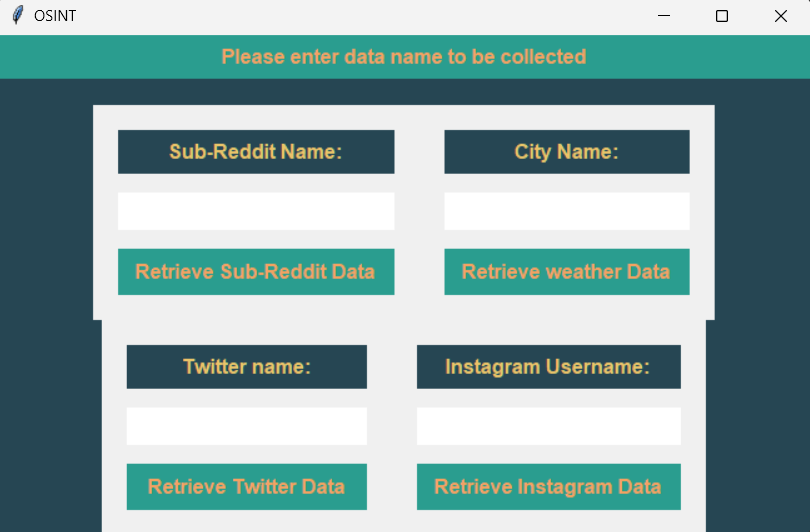 OSINT
Please enter data name to be collected
Sub-Reddit Name:
City Name:
Retrieve Sub-Reddit Data
Retrieve weather Data
Twitter name:
Instagram Username:
Retrieve Twitter Data
Retrieve Instagram Data